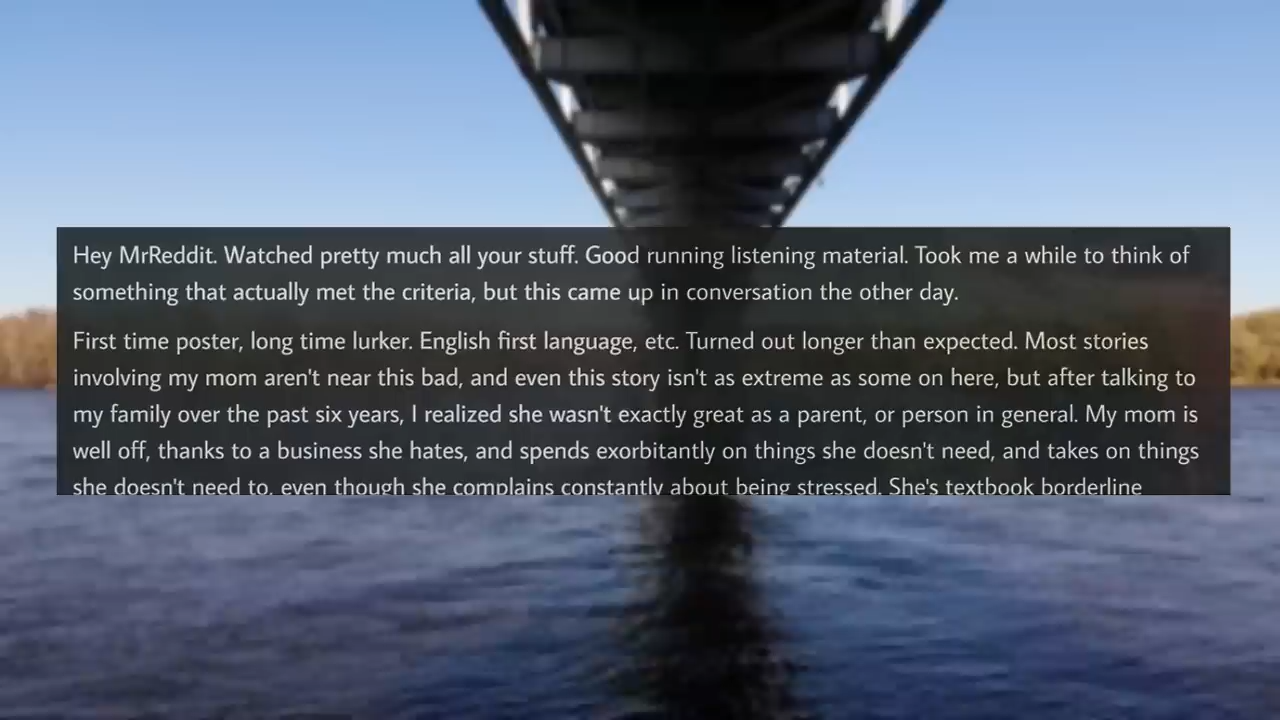 Hey MrReddit. Watched pretty much all your stuff. Good running listening material. Took me a while to think of
something that actually met the criteria, but this came up in conversation the other day.
First time poster, long time lurker. English first language, etc. Turned out longer than expected. Most stories
involving my mom aren't near this bad, and even this story isn't as extreme as some on here, but after talking to
my family over the past six years, I realized she wasn't exactly great as a parent, or person in general. My mom is
well off, thanks to a business she hates, and spends exorbitantly on things she doesn't need, and takes on things
she doesn't need to, even though she complains constantly about being stressed. She's textbook borderline